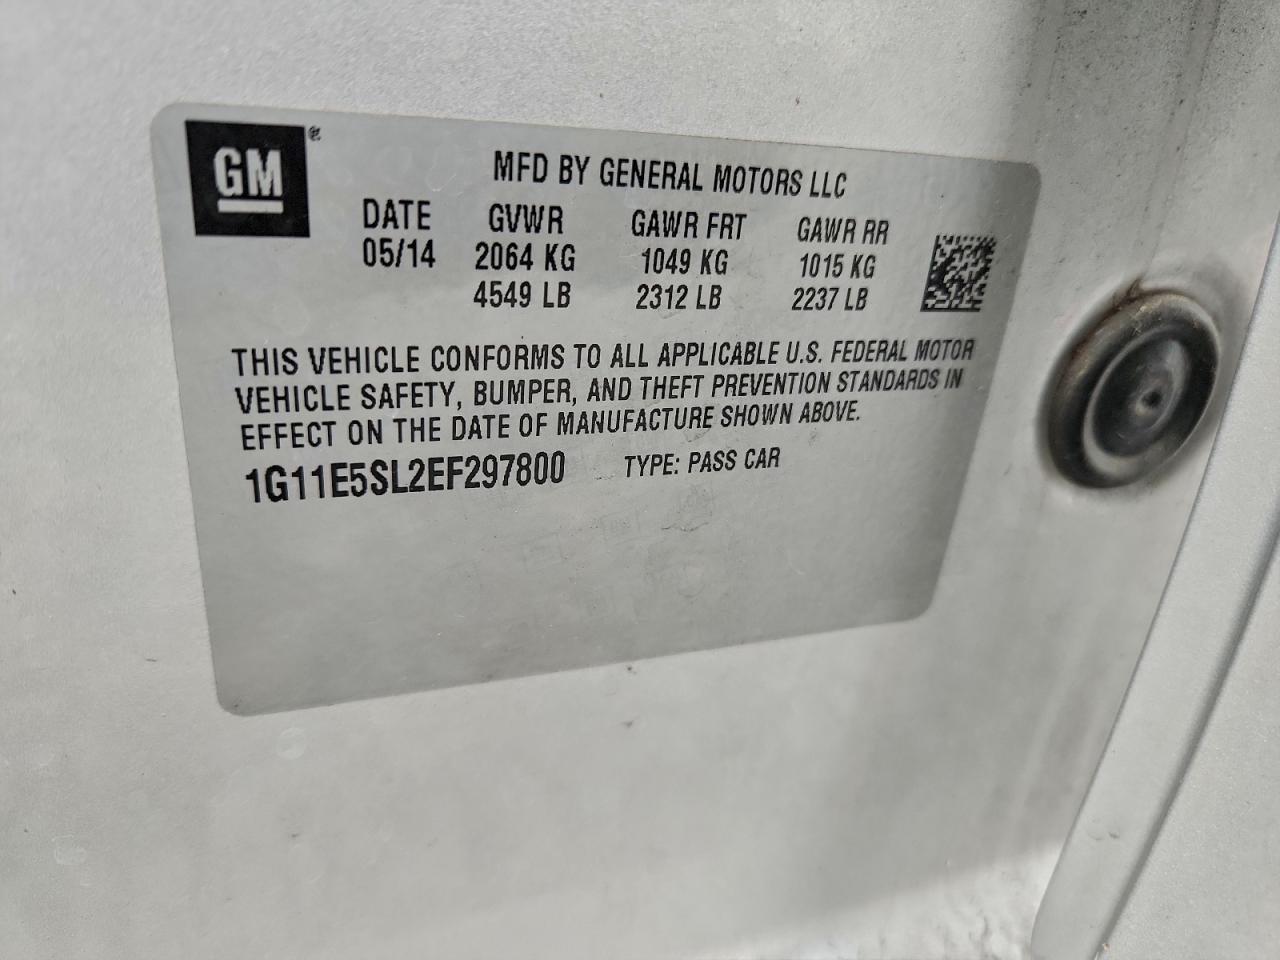 GM®
MFD BY GENERAL MOTORS LLC
DATE GVWR GAWR FRT GAWR RR
05/14 2064 KG 1049 KG 1015 KG
4549 LB 2312 LB 2237 LB
THIS VEHICLE CONFORMS TO ALL APPLICABLE U.S. FEDERAL MOTOR
VEHICLE SAFETY, BUMPER, AND THEFT PREVENTION STANDARDS IN
EFFECT ON THE DATE OF MANUFACTURE SHOWN ABOVE.
1G11E5SL2EF297800 TYPE: PASS CAR